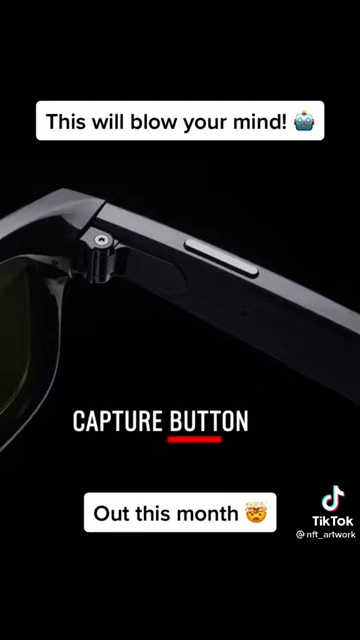 This will blow your mind! 🤖
CAPTURE BUTTON
Out this month 🤯
TikTok
@nft_artwork